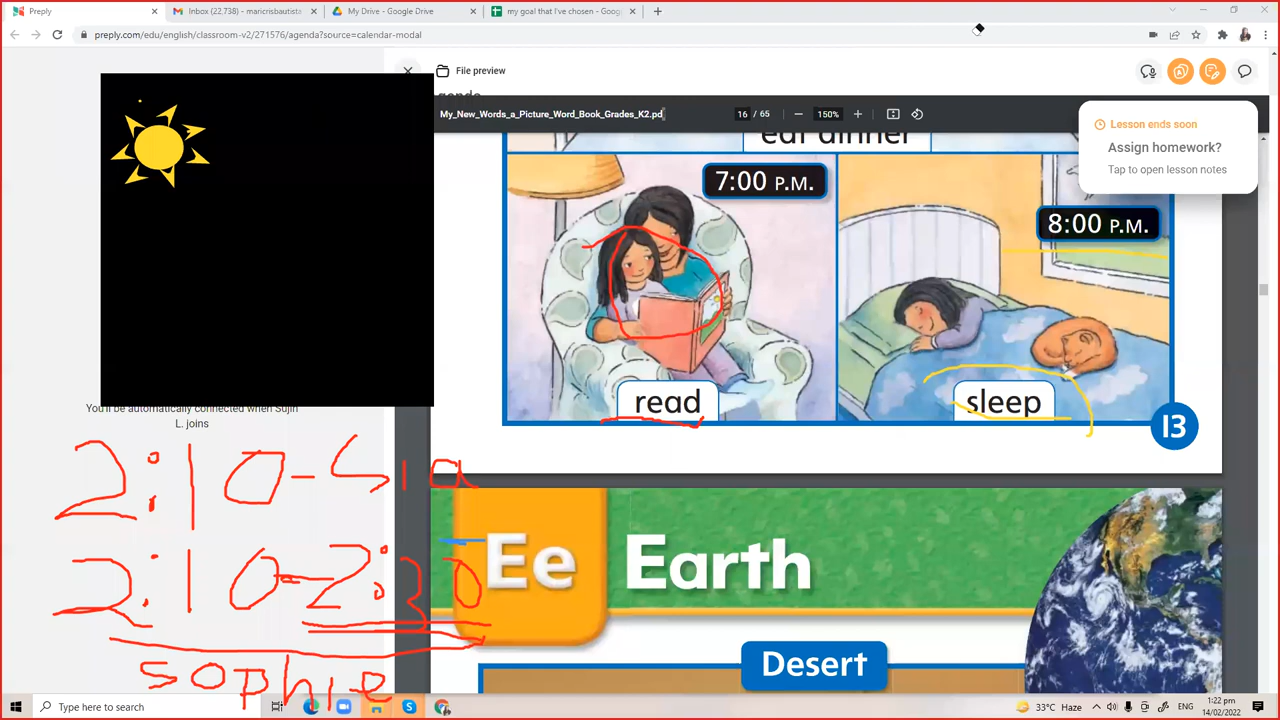 Preply
Inbox (22,738) - maricrisbautista
My Drive - Google Drive
my goal that I've chosen - Goog
preply.com/edu/english/classroom-v2/271576/agenda?source=calendar-modal
File preview
My_New_Words_a_Picture_Word_Book_Grades_K2.pd
16 / 65
150%
Lesson ends soon
Assign homework?
Tap to open lesson notes
eat dinner
7:00 P.M.
8:00 P.M.
read
sleep
13
You'll be automatically connected when Sujin
L. joins
2:10-Sia
2:10-2:30
sophie
Ee Earth
Desert
Type here to search
33°C Haze
ENG
1:22 pm
14/02/2022